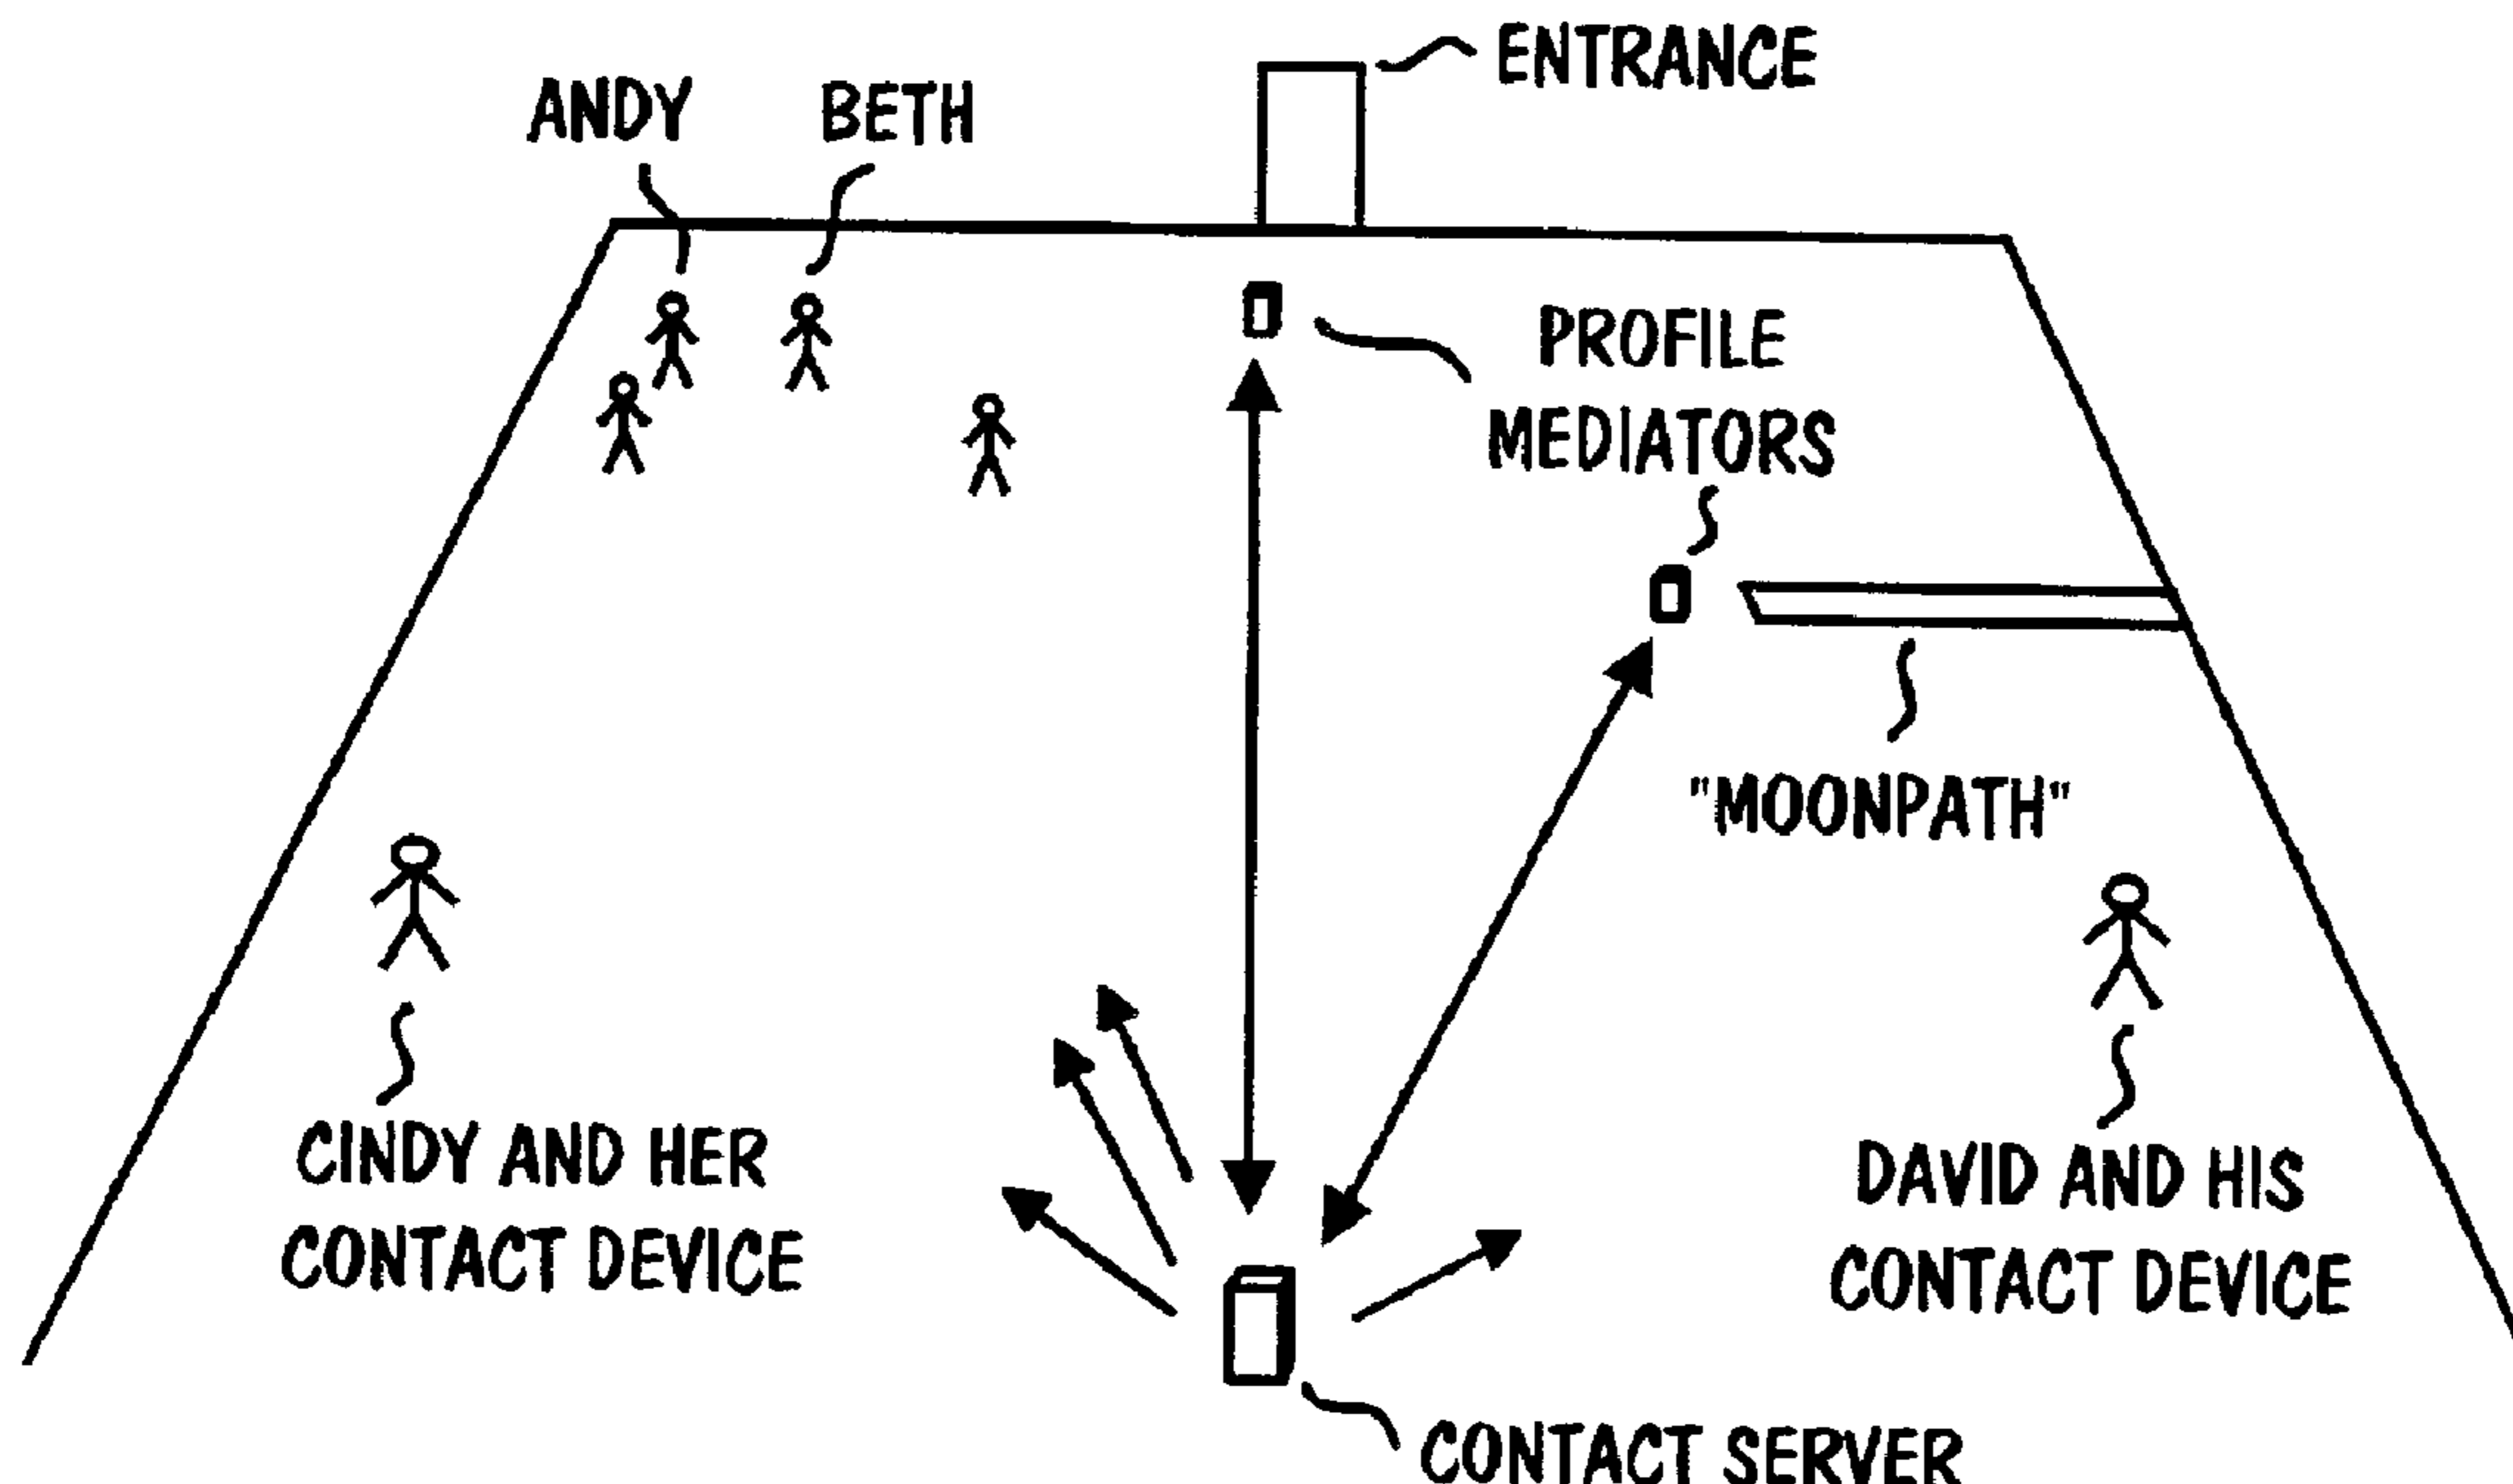 ENTRANCE
ANDY
BETH
PROFILE
MEDIATORS
"MOONPATH"
CINDY AND HER
CONTACT DEVICE
DAVID AND HIS
CONTACT DEVICE
CONTACT SERVER